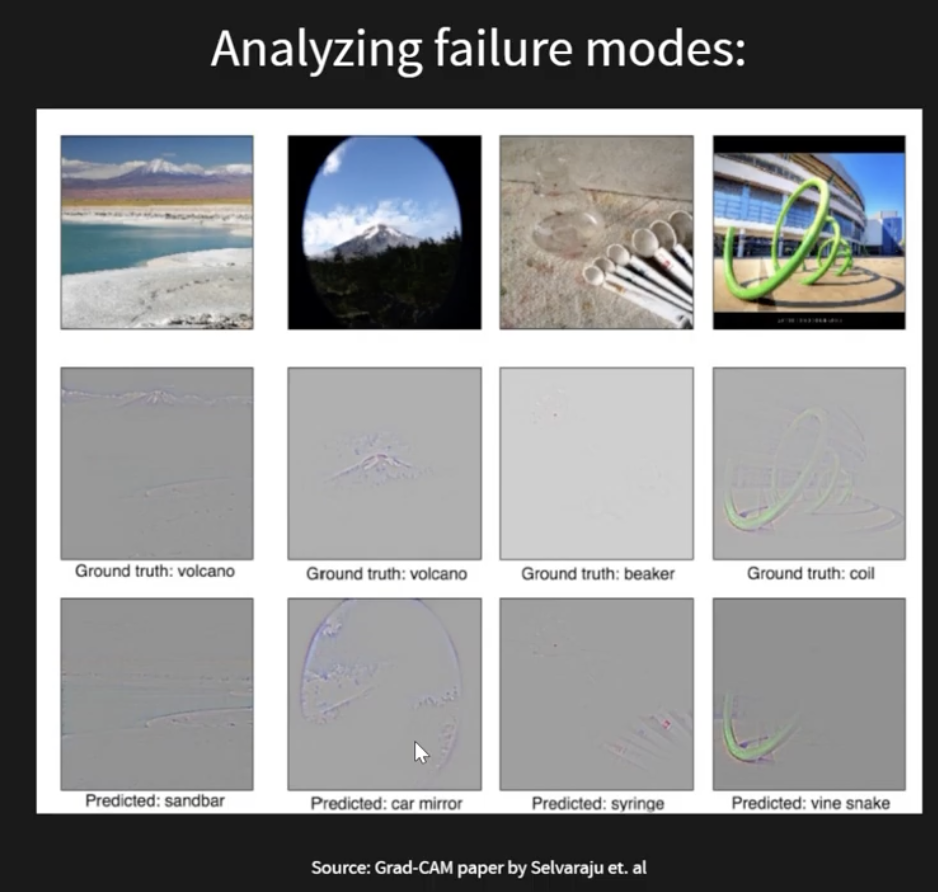 Analyzing failure modes:
Ground truth: volcano
Ground truth: volcano
Ground truth: beaker
Ground truth: coil
Predicted: sandbar
Predicted: car mirror
Predicted: syringe
Predicted: vine snake
Source: Grad-CAM paper by Selvaraju et. al